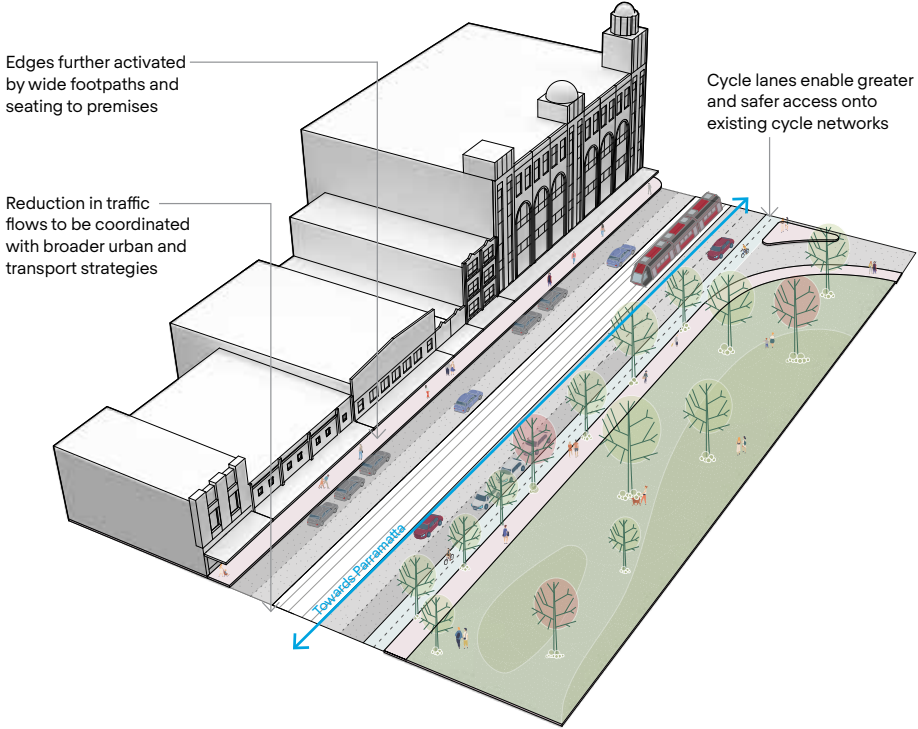 Edges further activated
by wide footpaths and
seating to premises
Cycle lanes enable greater
and safer access onto
existing cycle networks
Reduction in traffic
flows to be coordinated
with broader urban and
transport strategies
Towards Parramatta